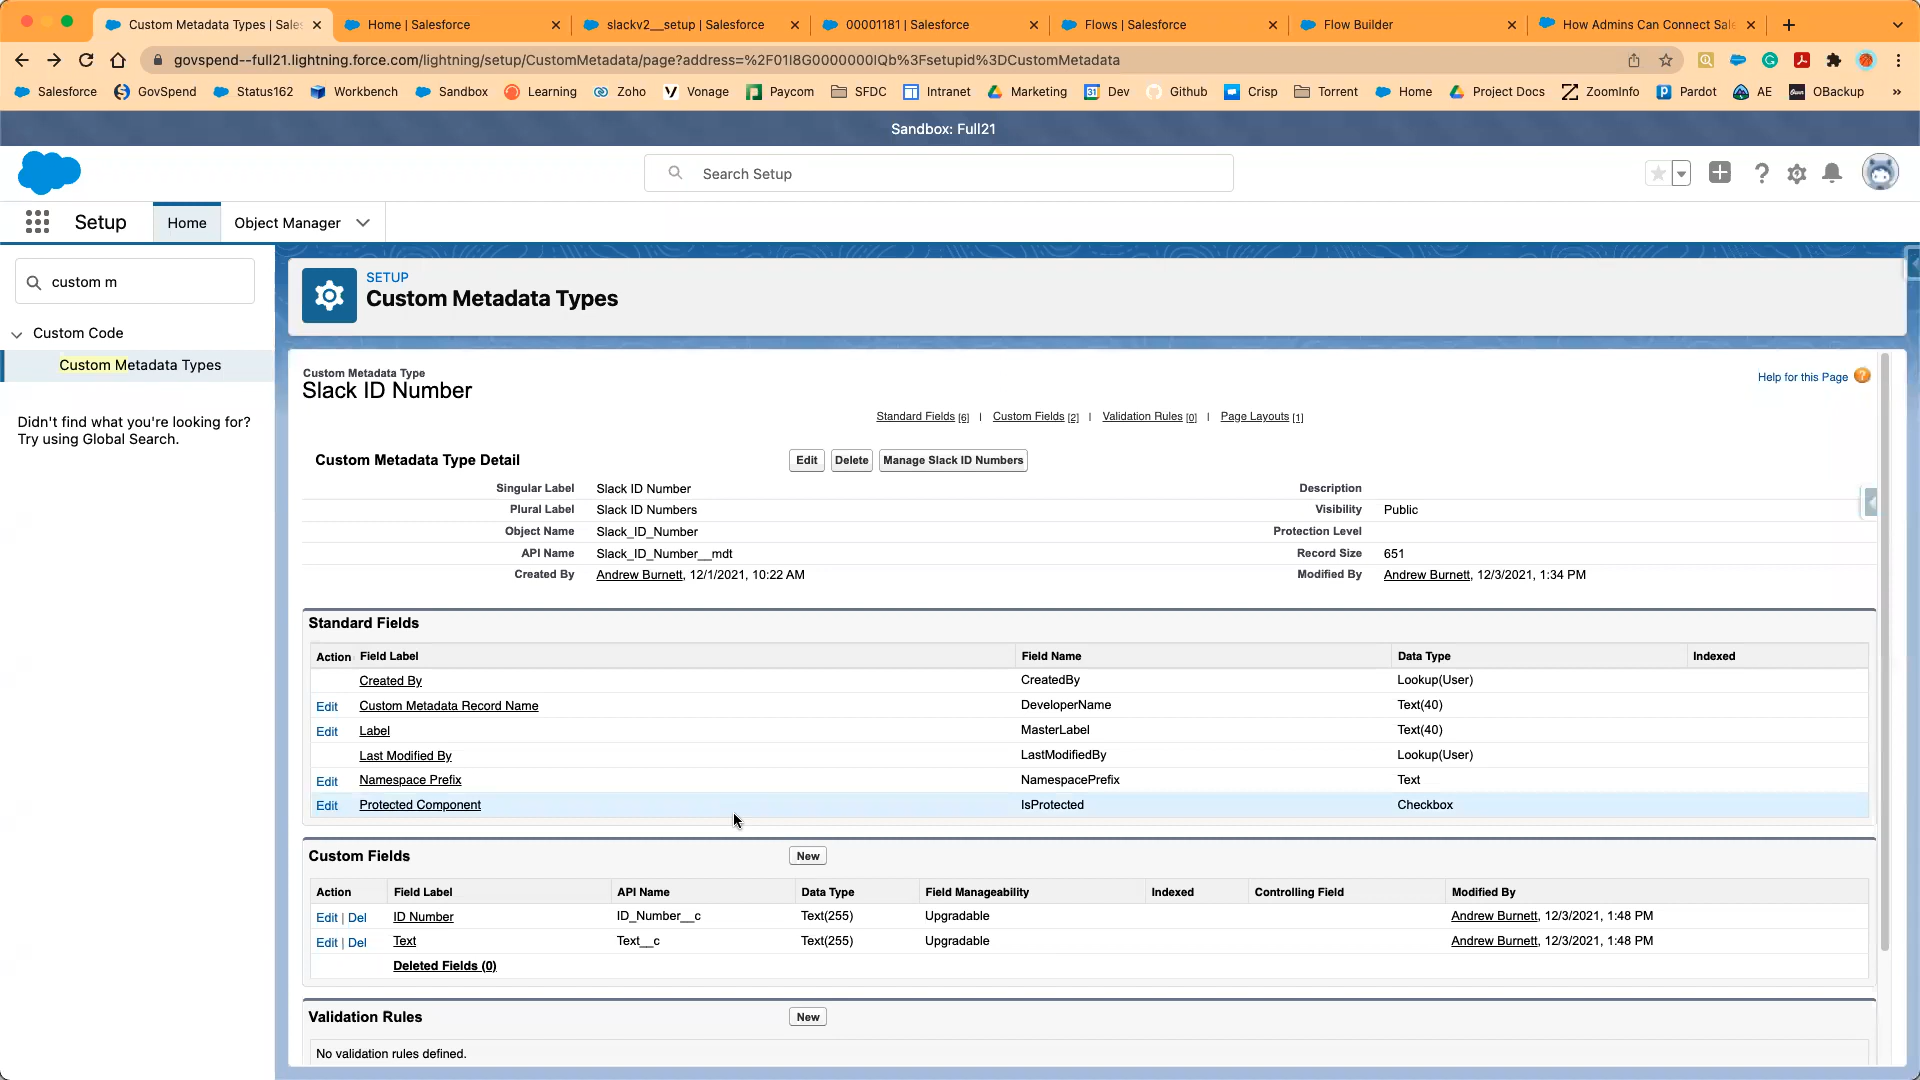 Custom Metadata Types | Sales
Home | Salesforce
slackv2__setup | Salesforce
00001181 | Salesforce
Flows | Salesforce
Flow Builder
How Admins Can Connect Sal
govspend--full21.lightning.force.com/lightning/setup/CustomMetadata/page?address=%2F01I8G0000000IQb%3Fsetupid%3DCustomMetadata
Salesforce GovSpend Status162 Workbench Sandbox Learning Zoho Vonage Paycom SFDC Intranet Marketing Dev Github Crisp Torrent Home Project Docs ZoomInfo Pardot AE OBackup »
Sandbox: Full21
Search Setup
Setup Home Object Manager
custom m
Custom Code
Custom Metadata Types
Didn't find what you're looking for?
Try using Global Search.
SETUP
Custom Metadata Types
Custom Metadata Type
Slack ID Number
Help for this Page ?
Standard Fields [6] | Custom Fields [2] | Validation Rules [0] | Page Layouts [1]
Custom Metadata Type Detail Edit Delete Manage Slack ID Numbers
Singular Label Slack ID Number Description
Plural Label Slack ID Numbers Visibility Public
Object Name Slack_ID_Number Protection Level
API Name Slack_ID_Number__mdt Record Size 651
Created By Andrew Burnett, 12/1/2021, 10:22 AM Modified By Andrew Burnett, 12/3/2021, 1:34 PM
Standard Fields
Action Field Label Field Name Data Type Indexed
Created By CreatedBy Lookup(User)
Edit Custom Metadata Record Name DeveloperName Text(40)
Edit Label MasterLabel Text(40)
Last Modified By LastModifiedBy Lookup(User)
Edit Namespace Prefix NamespacePrefix Text
Edit Protected Component IsProtected Checkbox
Custom Fields New
Action Field Label API Name Data Type Field Manageability Indexed Controlling Field Modified By
Edit | Del ID Number ID_Number__c Text(255) Upgradable Andrew Burnett, 12/3/2021, 1:48 PM
Edit | Del Text Text__c Text(255) Upgradable Andrew Burnett, 12/3/2021, 1:48 PM
Deleted Fields (0)
Validation Rules New
No validation rules defined.